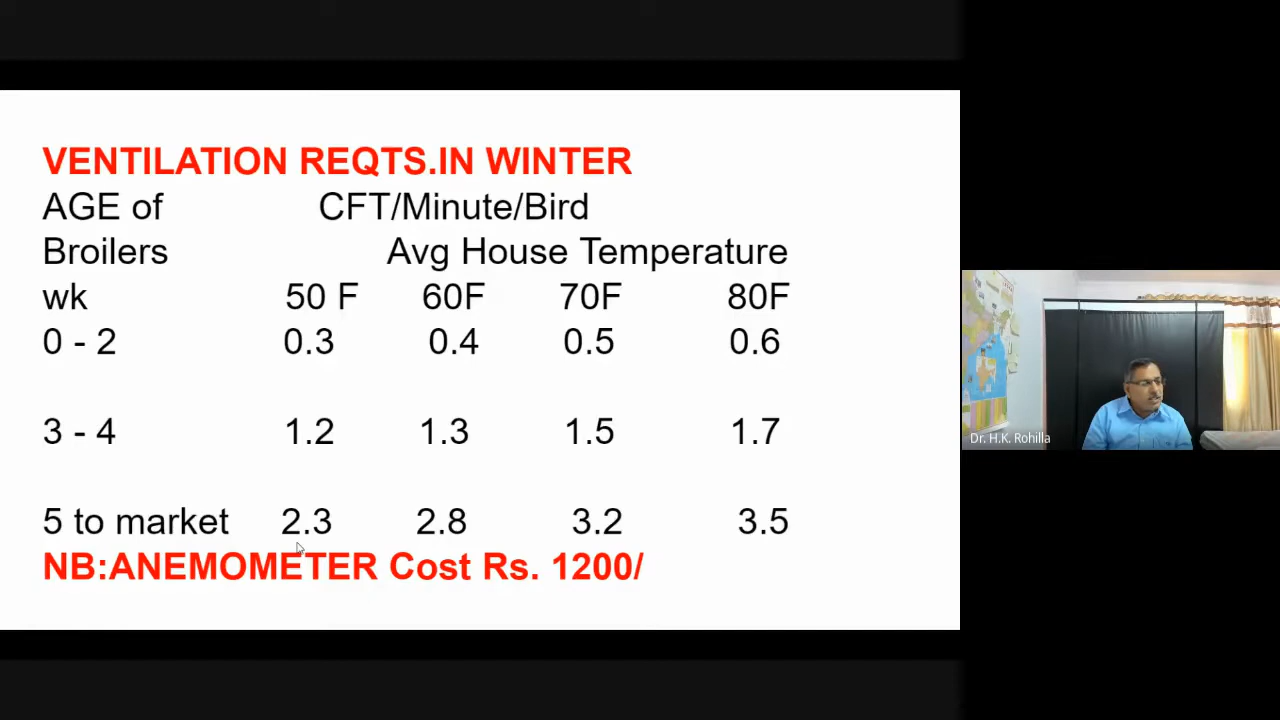 VENTILATION REQTS.IN WINTER
AGE of CFT/Minute/Bird
Broilers Avg House Temperature
wk 50 F 60F 70F 80F
0 - 2 0.3 0.4 0.5 0.6
3 - 4 1.2 1.3 1.5 1.7
5 to market 2.3 2.8 3.2 3.5
NB:ANEMOMETER Cost Rs. 1200/
Dr. H.K. Rohilla